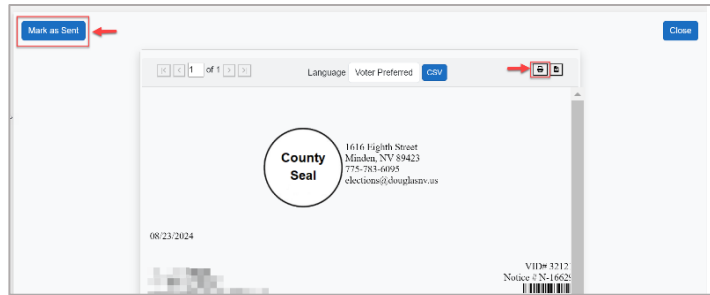 Mark as Sent
Close
1 of 1
Language Voter Preferred CSV
County
Seal
1616 Eighth Street
Minden, NV 89423
775-783-6095
elections@douglasnv.us
08/23/2024
VID# 3212
Notice # N-1662